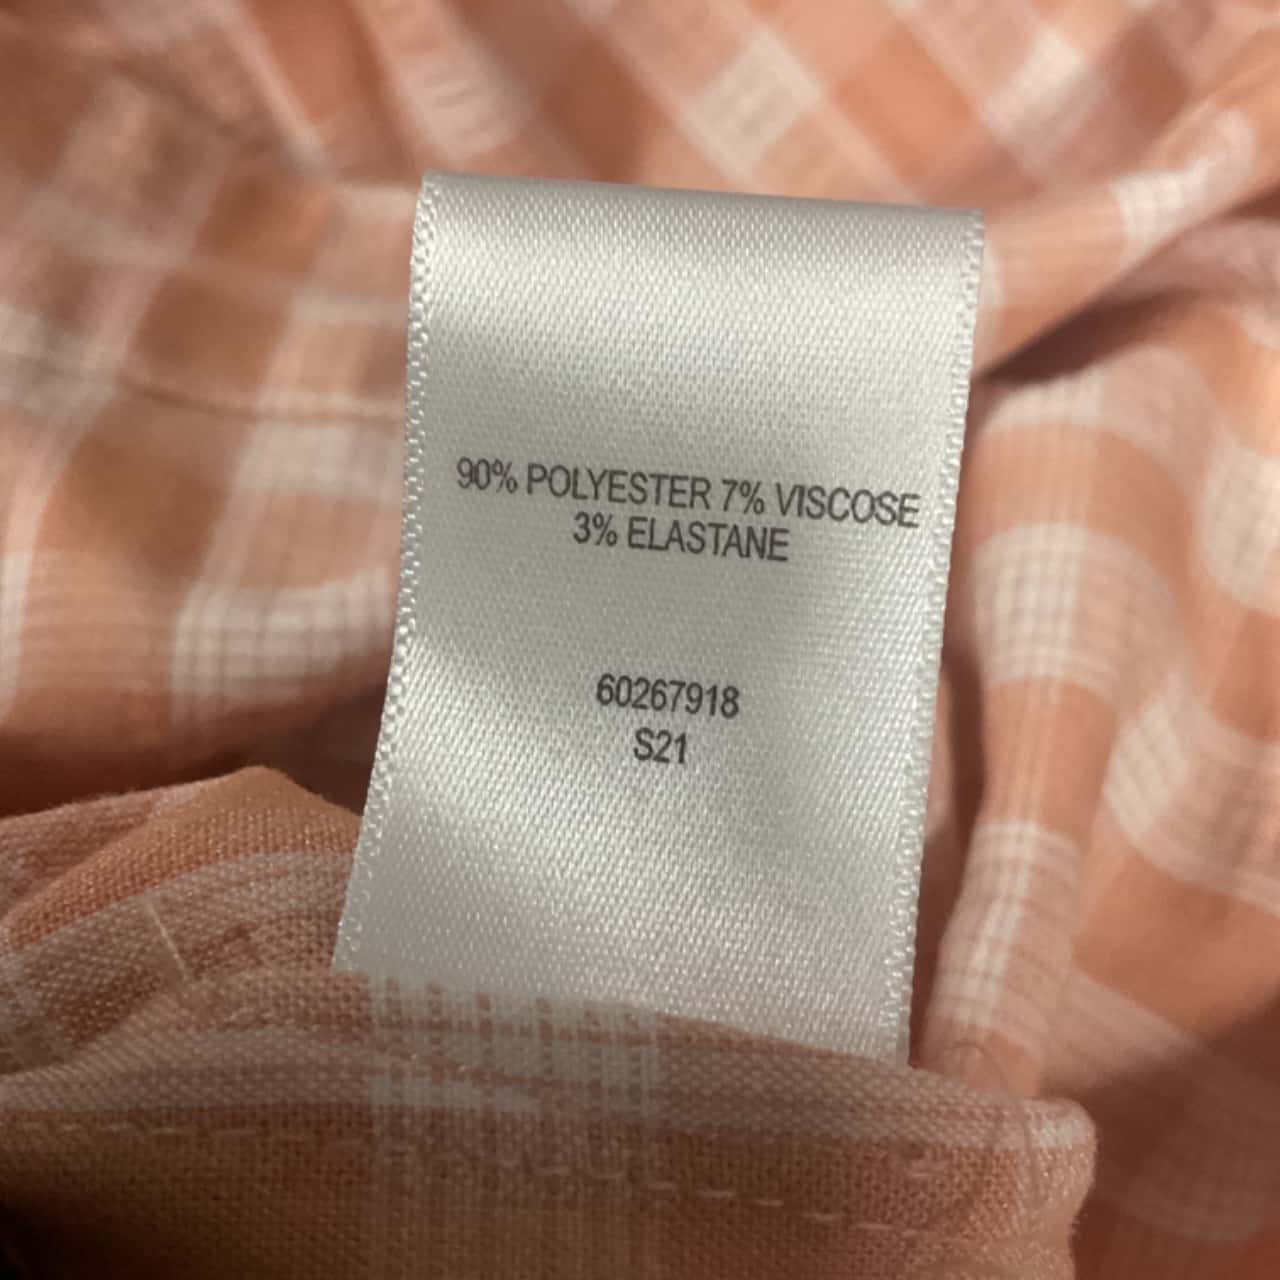 90% POLYESTER 7% VISCOSE
3% ELASTANE
60267918
S21